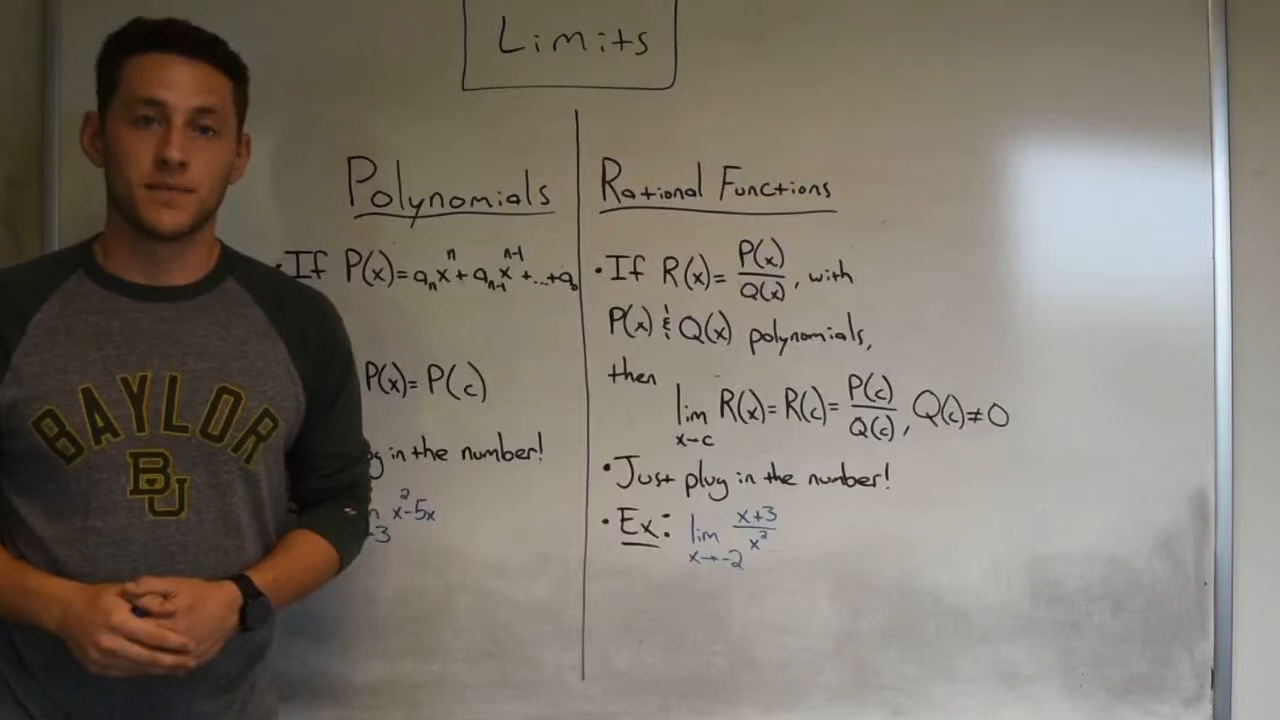 Limits
Polynomials
• If P(x) = aₙxⁿ + aₙ₋₁xⁿ⁻¹ + ... + a₀
P(x) = P(c)
in the number!
x² - 5x
3
Rational Functions
• If R(x) = P(x)/Q(x), with
P(x) & Q(x) polynomials,
then
lim x→c R(x) = R(c) = P(c)/Q(c), Q(c) ≠ 0
• Just plug in the number!
• Ex: lim x→-2 x+3/x²
BAYLOR
BU